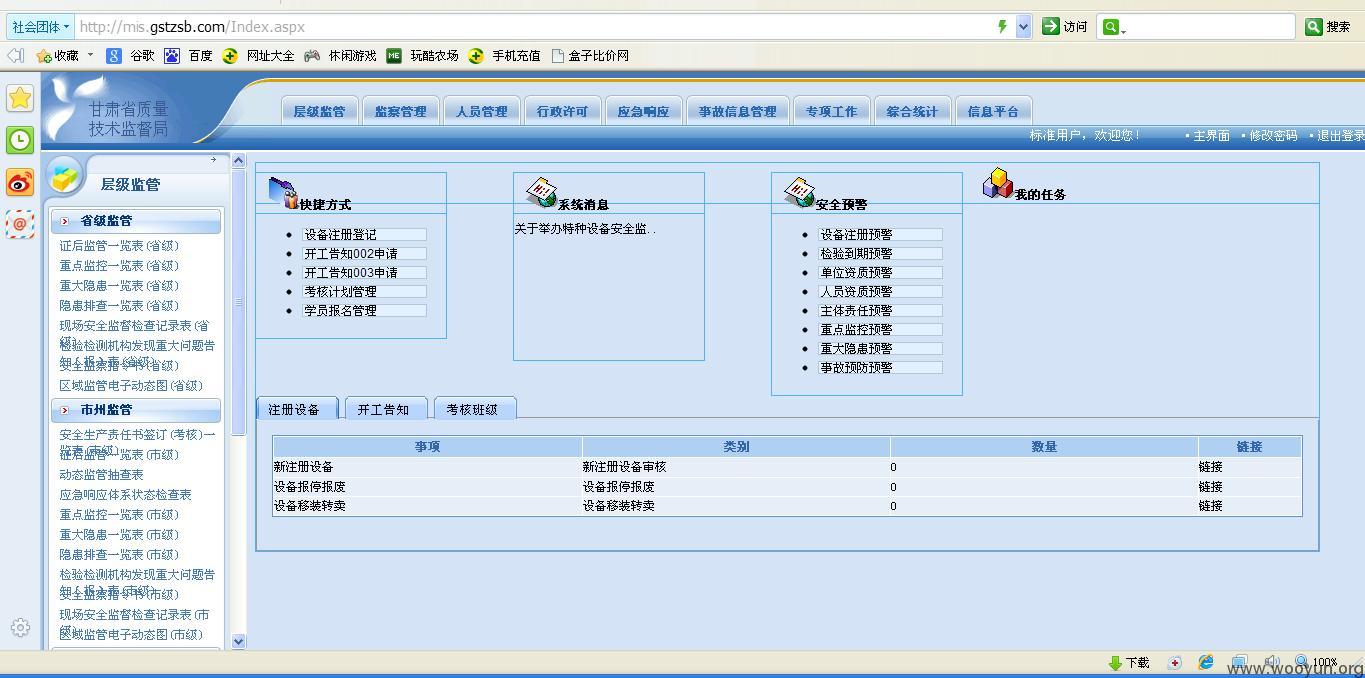 社会团体 http://mis.gstzsb.com/Index.aspx 访问 搜索
收藏 谷歌 百度 网址大全 休闲游戏 ME 玩酷农场 手机充值 盒子比价网
甘肃省质量
技术监督局
层级监管 监察管理 人员管理 行政许可 应急响应 事故信息管理 专项工作 综合统计 信息平台
标准用户，欢迎您! ·主界面 ·修改密码 ·退出登录
层级监管
省级监管
证后监管一览表(省级)
重点监控一览表(省级)
重大隐患一览表(省级)
隐患排查一览表(省级)
现场安全监督检查记录表(省级)
检验检测机构发现重大问题告知(报)表(省级)
安全监察指令书(省级)
区域监管电子动态图(省级)
市州监管
安全生产责任书签订(考核)一览表(市级)
证后监管一览表(市级)
动态监管抽查表
应急响应体系状态检查表
重点监控一览表(市级)
重大隐患一览表(市级)
隐患排查一览表(市级)
检验检测机构发现重大问题告知(报)表(市级)
安全监察指令书(市级)
现场安全监督检查记录表(市级)
区域监管电子动态图(市级)
快捷方式
设备注册登记
开工告知002申请
开工告知003申请
考核计划管理
学员报名管理
系统消息
关于举办特种设备安全监..
安全预警
设备注册预警
检验到期预警
单位资质预警
人员资质预警
主体责任预警
重点监控预警
重大隐患预警
事故预防预警
我的任务
注册设备 开工告知 考核班级
事项 类别 数量 链接
新注册设备 新注册设备审核 0 链接
设备报停报废 设备报停报废 0 链接
设备移装转卖 设备移装转卖 0 链接
下载 100%
www.wooyun.org